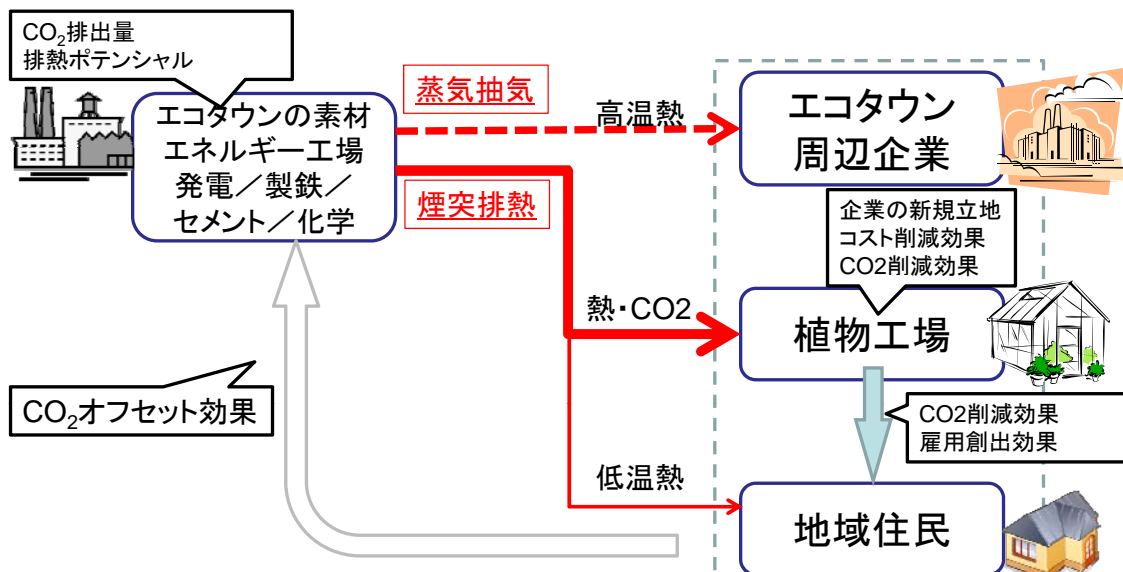 CO₂排出量
排熱ポテンシャル
エコタウンの素材
エネルギー工場
発電／製鉄／
セメント／化学
蒸気抽気
高温熱
エコタウン
周辺企業
煙突排熱
企業の新規立地
コスト削減効果
CO2削減効果
熱・CO2
植物工場
CO₂オフセット効果
CO2削減効果
雇用創出効果
低温熱
地域住民